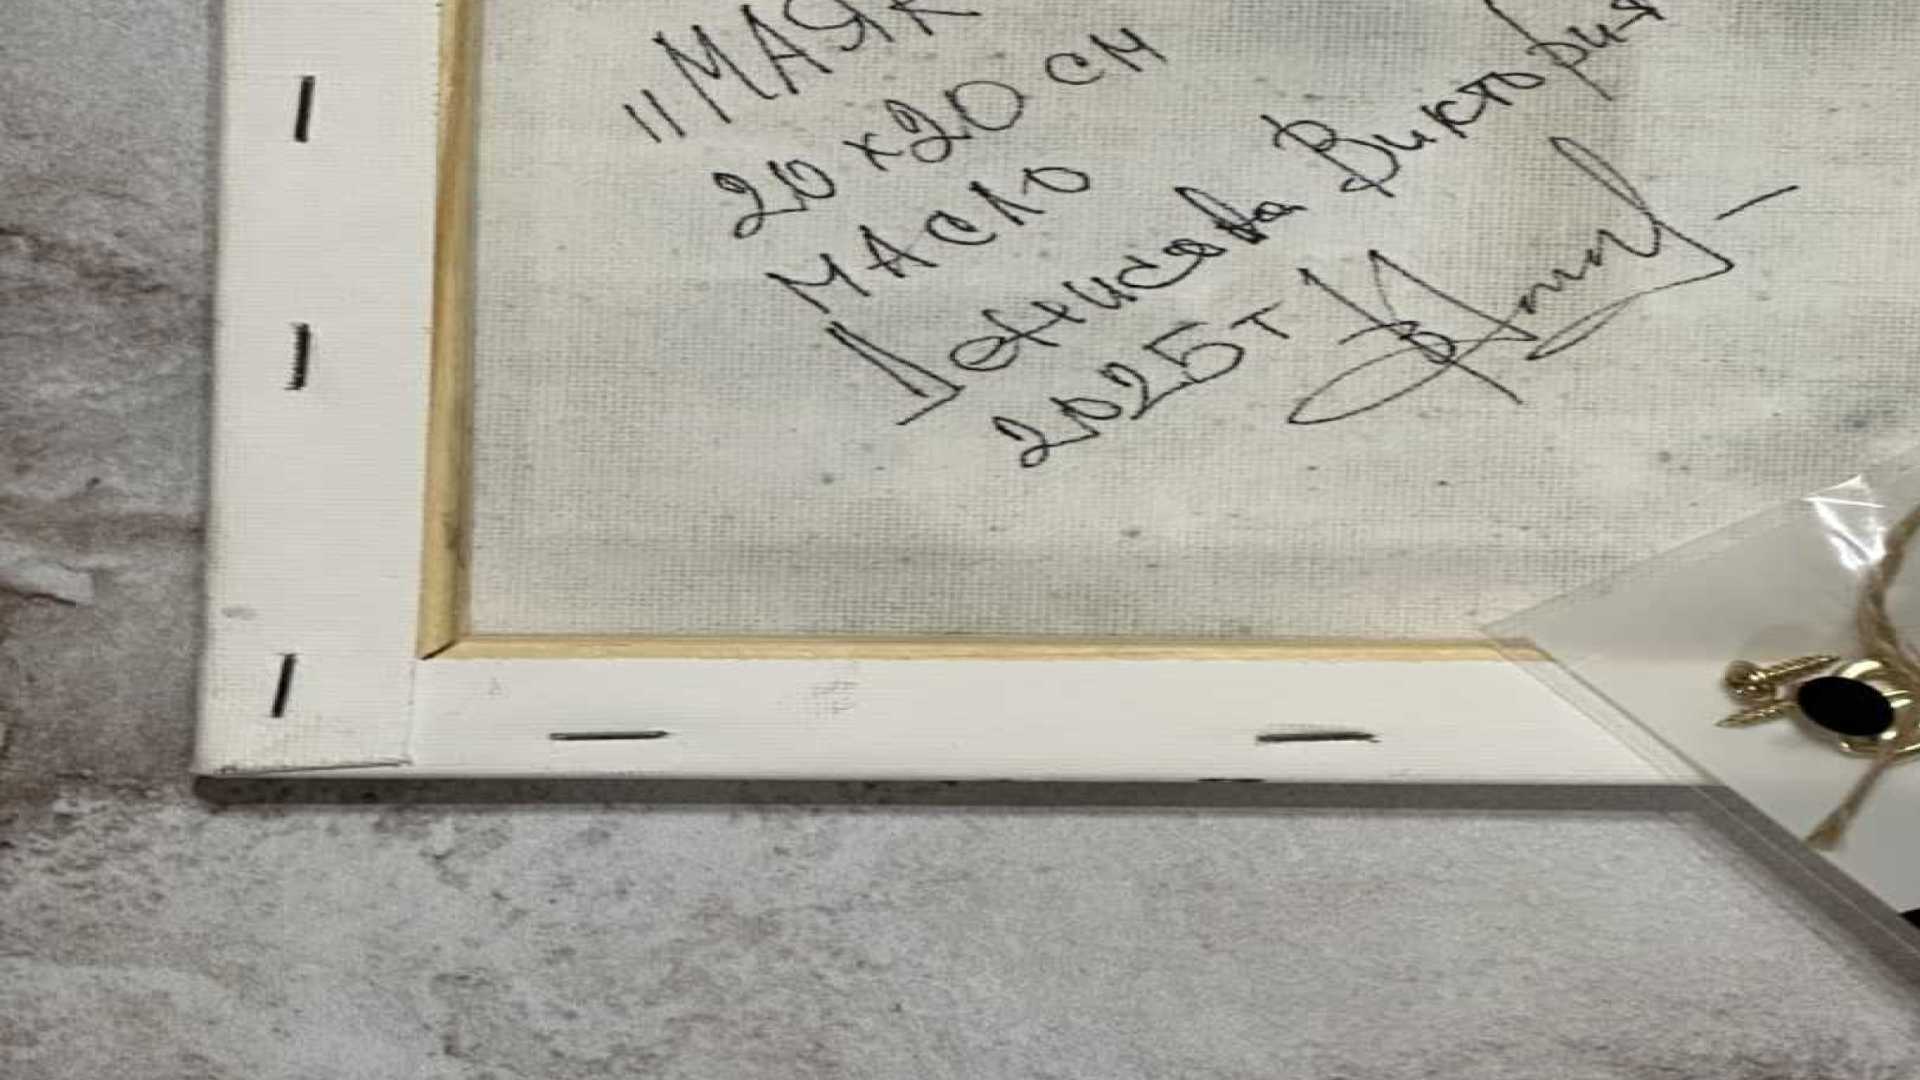 "МАЯК
20 х 20 см
МАСЛО
Денисова Виктория
2025г